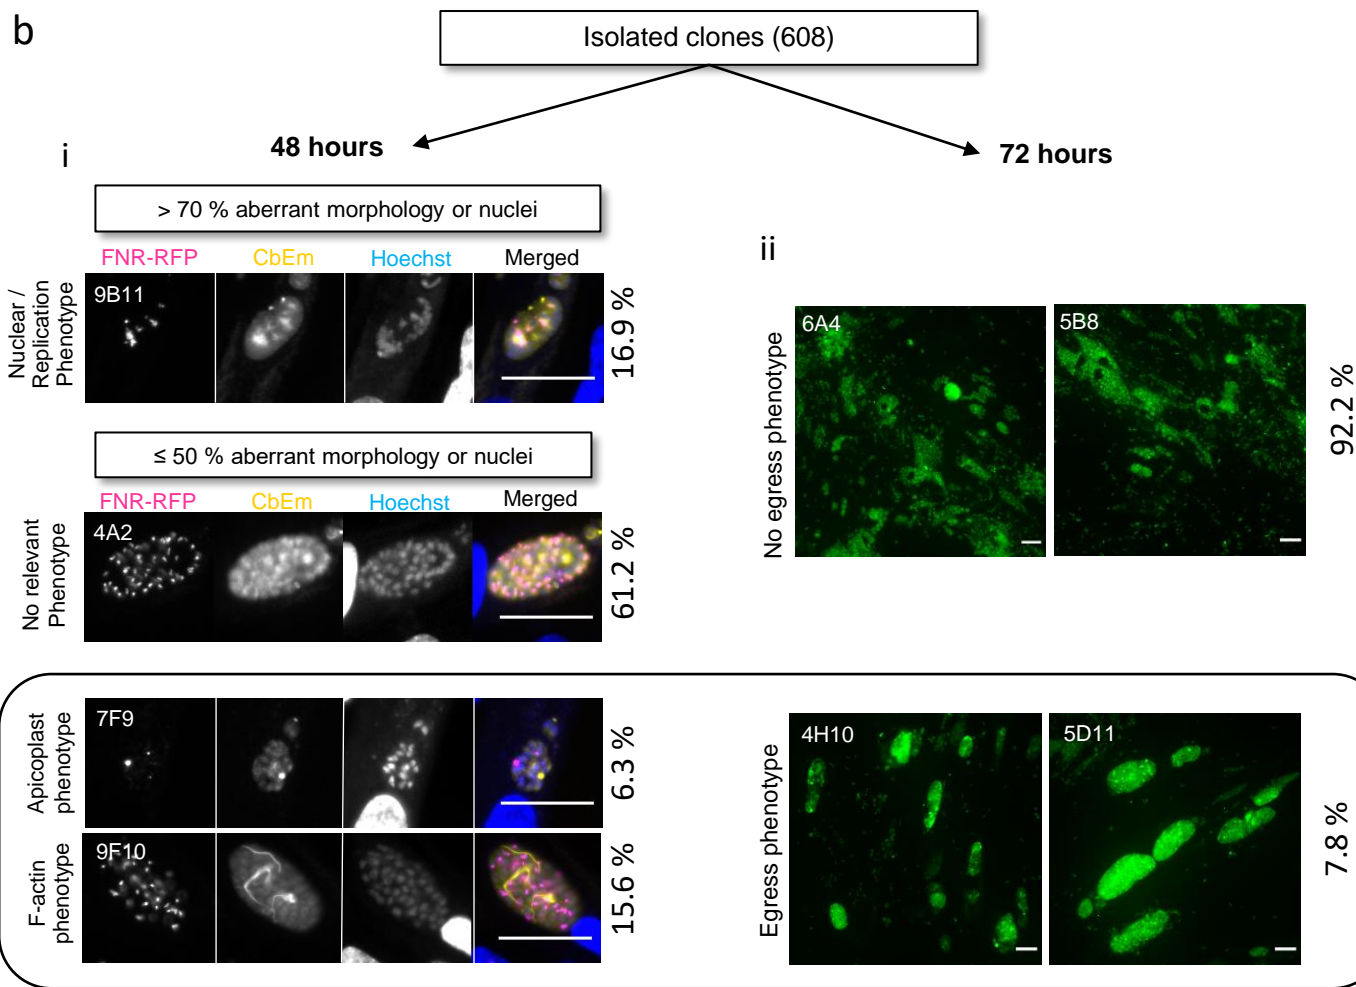 b
Isolated clones (608)
48 hours
72 hours
i
> 70 % aberrant morphology or nuclei
FNR-RFP CbEm Hoechst Merged
Nuclear /
Replication
Phenotype
9B11
16.9 %
≤ 50 % aberrant morphology or nuclei
FNR-RFP CbEm Hoechst Merged
No relevant
Phenotype
4A2
61.2 %
Apicoplast
phenotype
7F9
6.3 %
F-actin
phenotype
9F10
15.6 %
ii
No egress phenotype
6A4
5B8
92.2 %
Egress phenotype
4H10
5D11
7.8 %